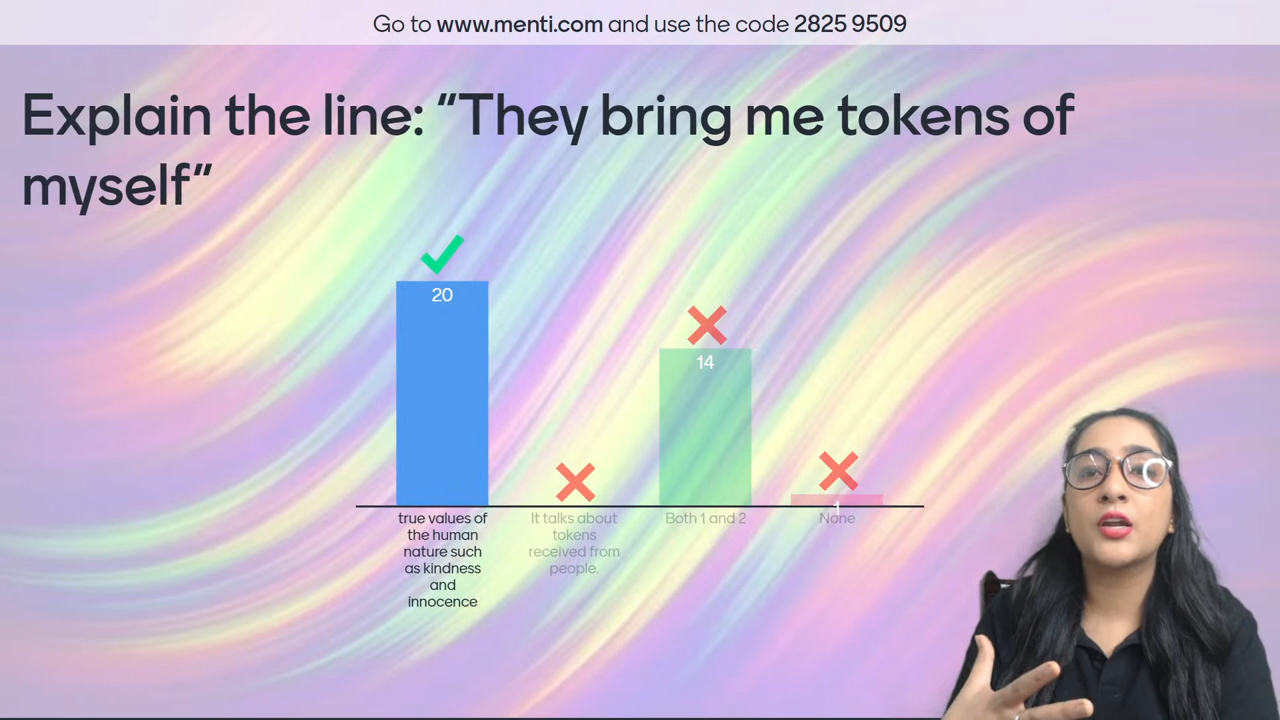 Go to www.menti.com and use the code 2825 9509
Explain the line: “They bring me tokens of
myself”
20
14
1
true values of
the human
nature such
as kindness
and
innocence
It talks about
tokens
received from
people.
Both 1 and 2
None